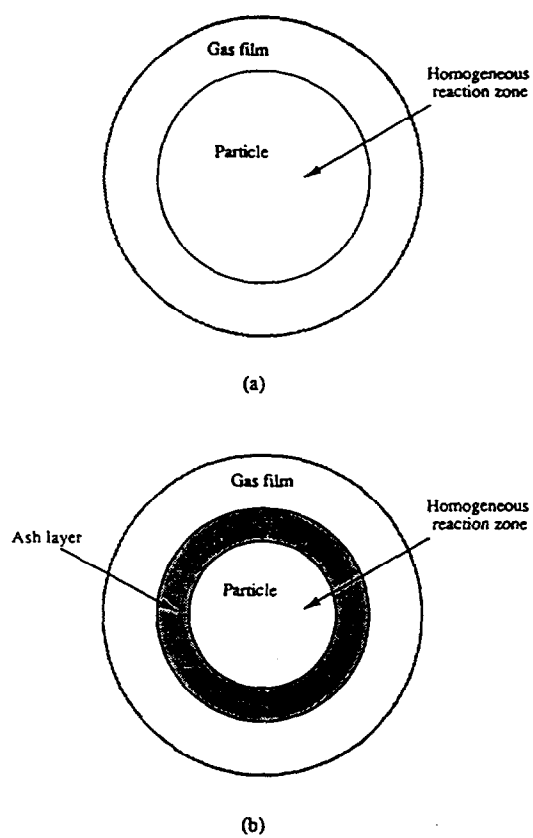 Gas film
Homogeneous
reaction zone
Particle
(a)
Gas film
Homogeneous
reaction zone
Ash layer
Particle
(b)